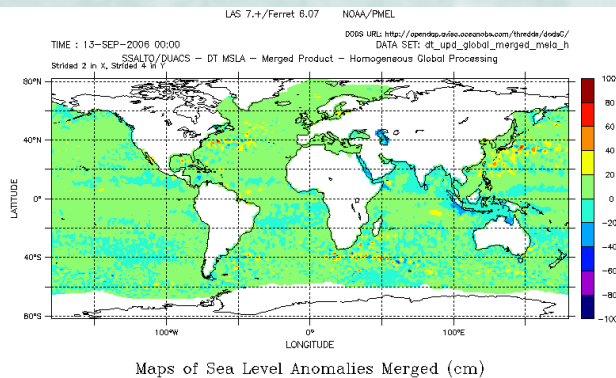 LAS 7.+/Ferret 6.07 NOAA/PMEL
DODS URL: http://opendap.aviso.oceanobs.com/thredds/dodsC/
TIME : 13-SEP-2006 00:00 DATA SET: dt_upd_global_merged_msla_h
SSALTO/DUACS - DT MSLA - Merged Product - Homogeneous Global Processing
Strided 2 in X, Strided 4 in Y
80°N
40°N
0°
40°S
80°S
LATITUDE
100°W 0° 100°E
LONGITUDE
100
80
60
40
20
0
-20
-40
-60
-80
-100
Maps of Sea Level Anomalies Merged (cm)